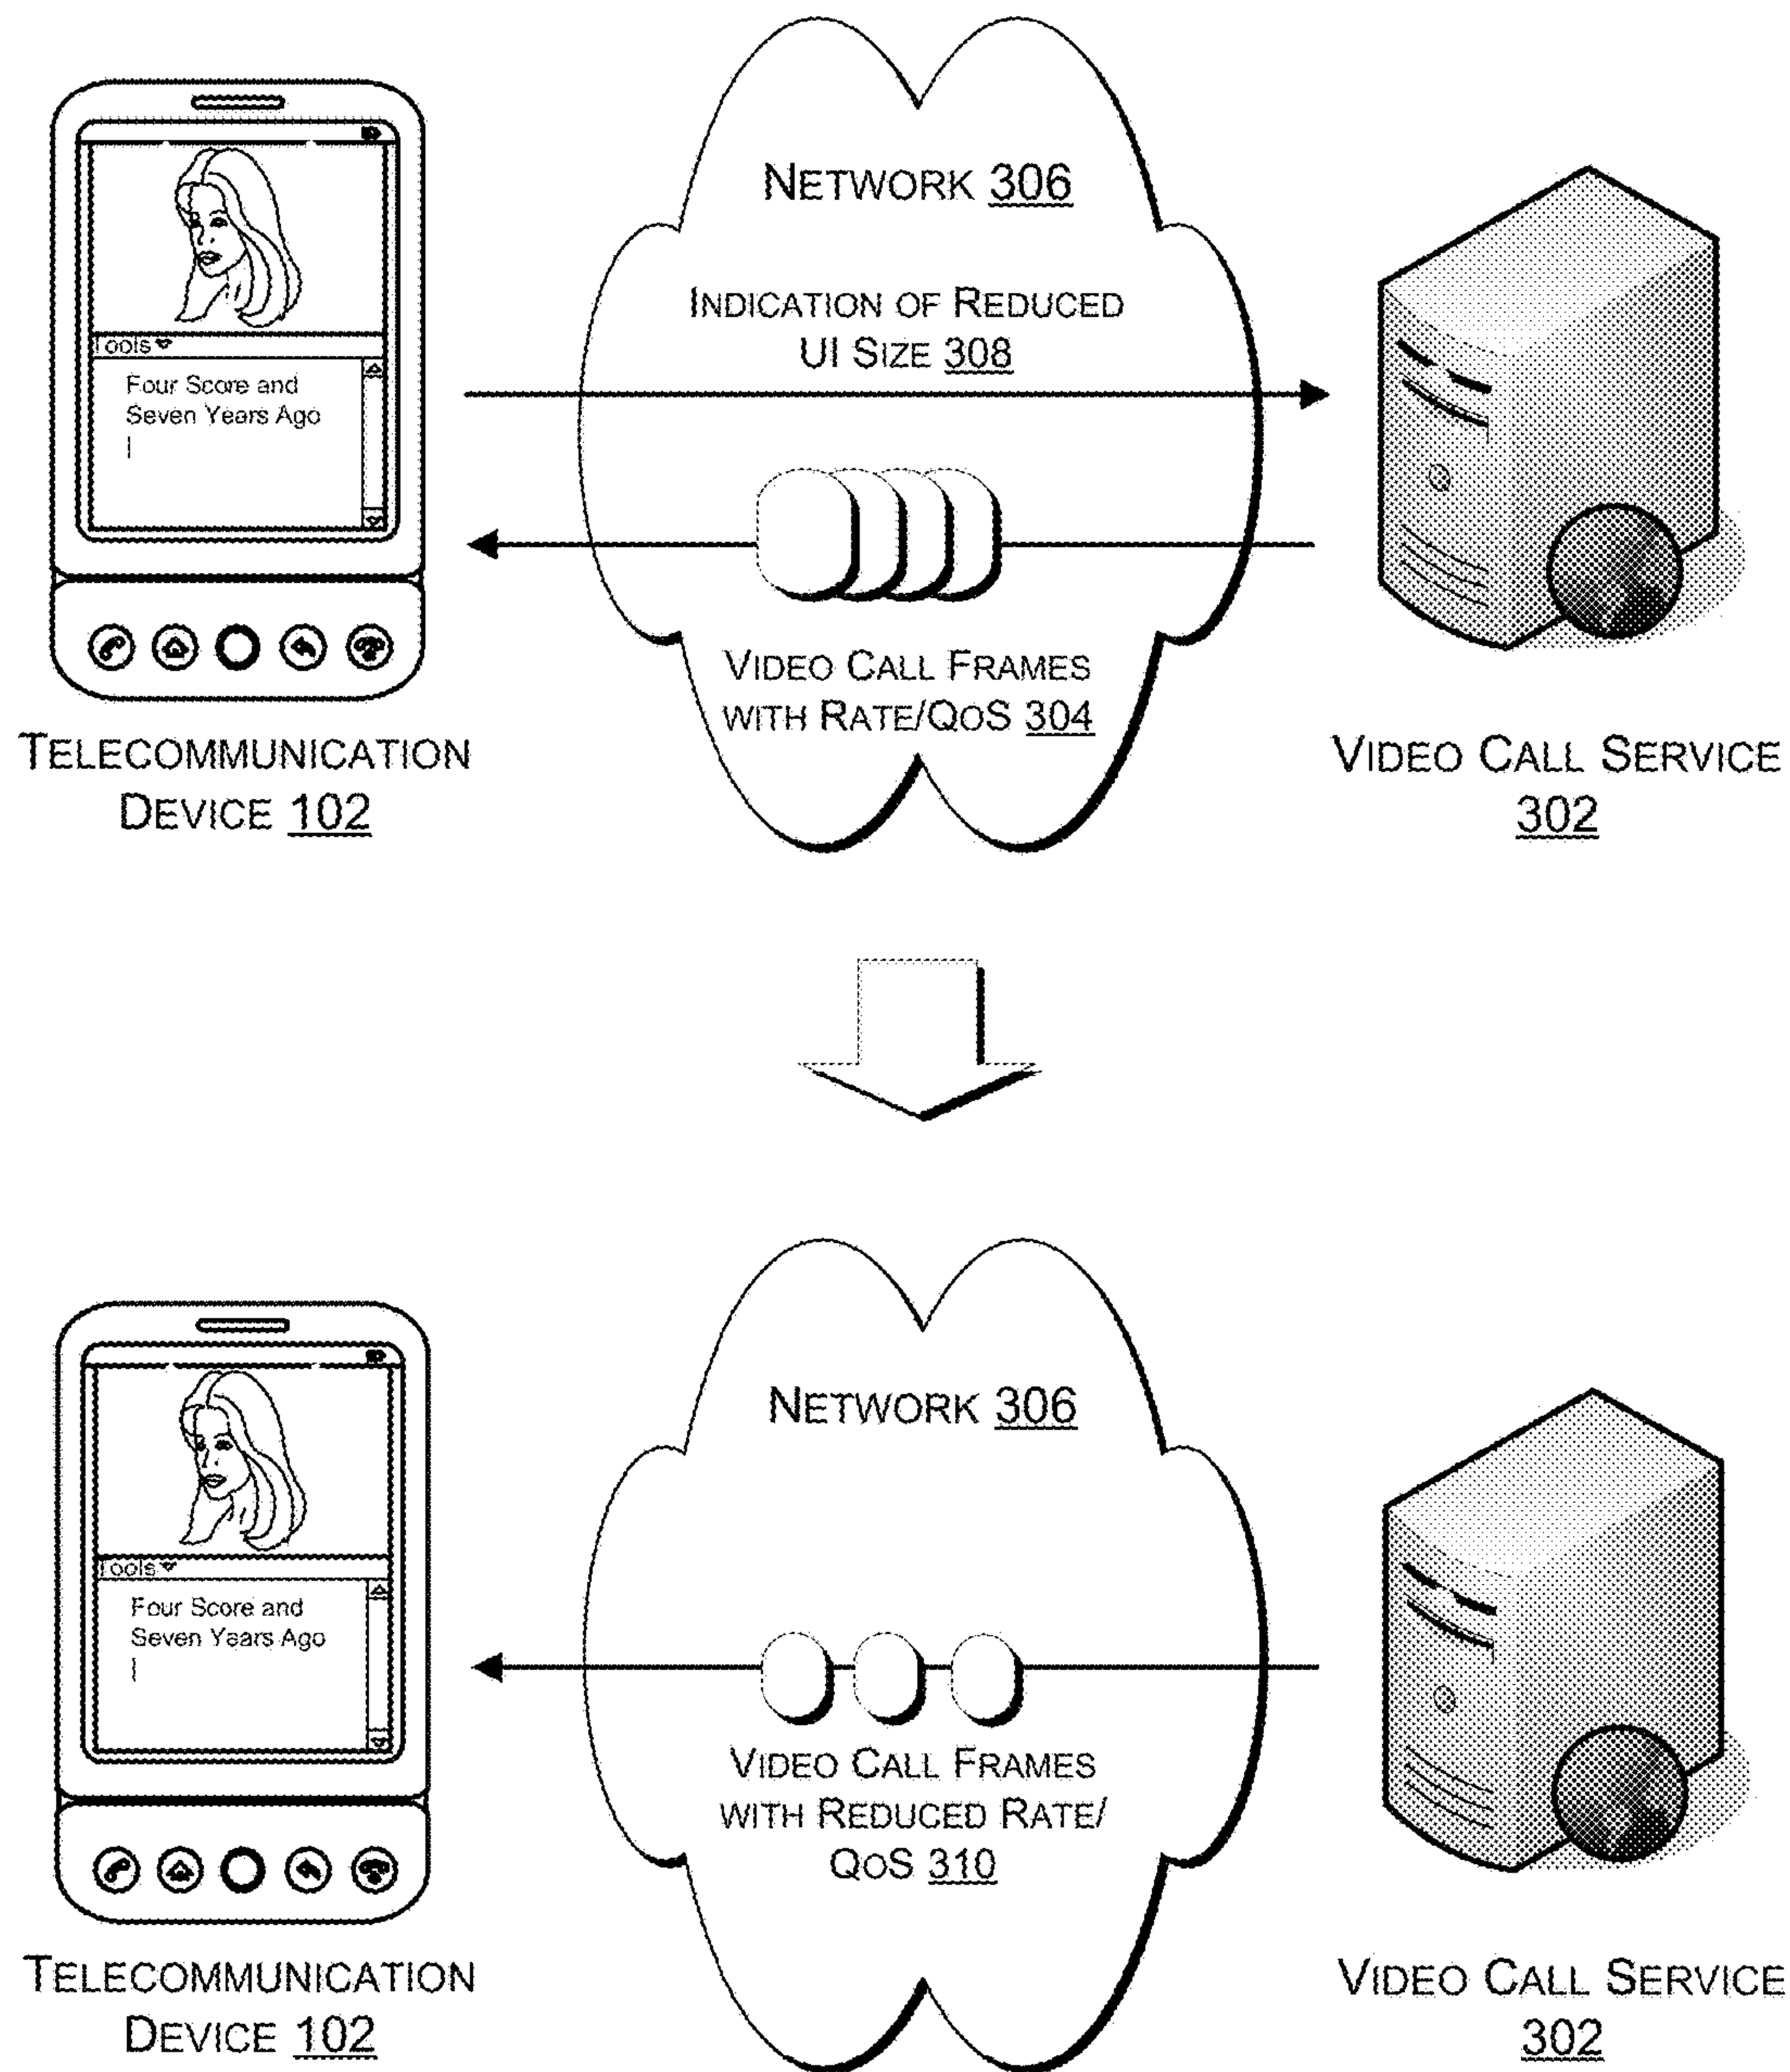 NETWORK 306
INDICATION OF REDUCED
UI SIZE 308
Tools
Four Score and
Seven Years Ago
VIDEO CALL FRAMES
WITH RATE/QOS 304
TELECOMMUNICATION
DEVICE 102
VIDEO CALL SERVICE
302
NETWORK 306
Tools
Four Score and
Seven Years Ago
VIDEO CALL FRAMES
WITH REDUCED RATE/
QOS 310
TELECOMMUNICATION
DEVICE 102
VIDEO CALL SERVICE
302